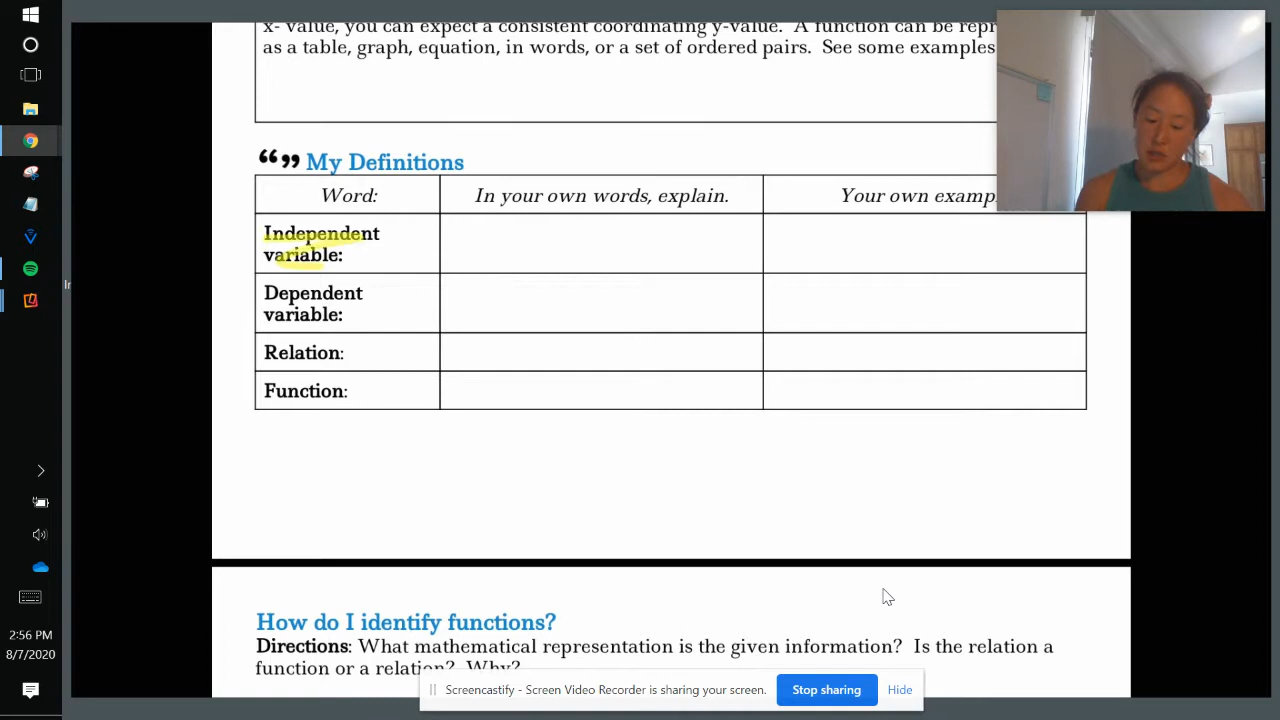 x- value, you can expect a consistent coordinating y-value. A function can be repr
as a table, graph, equation, in words, or a set of ordered pairs. See some examples
“” My Definitions
Word:
In your own words, explain.
Your own examp
Independent
variable:
Dependent
variable:
Relation:
Function:
How do I identify functions?
Directions: What mathematical representation is the given information? Is the relation a
function or a relation? Why?
Screencastify - Screen Video Recorder is sharing your screen.
Stop sharing
Hide
2:56 PM
8/7/2020